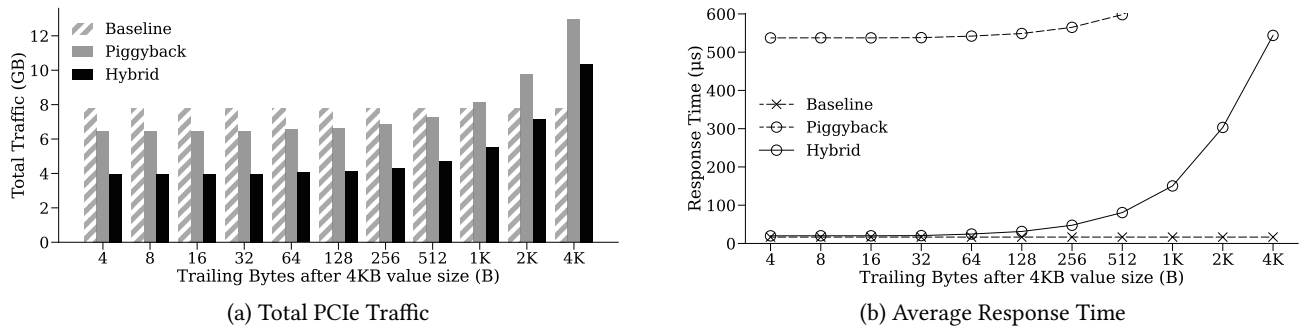 Total Traffic (GB)
12
10
8
6
4
2
0
Baseline
Piggyback
Hybrid
4 8 16 32 64 128 256 512 1K 2K 4K
Trailing Bytes after 4KB value size (B)
(a) Total PCIe Traffic
Response Time (μs)
600
500
400
300
200
100
0
Baseline
Piggyback
Hybrid
4 8 16 32 64 128 256 512 1K 2K 4K
Trailing Bytes after 4KB value size (B)
(b) Average Response Time